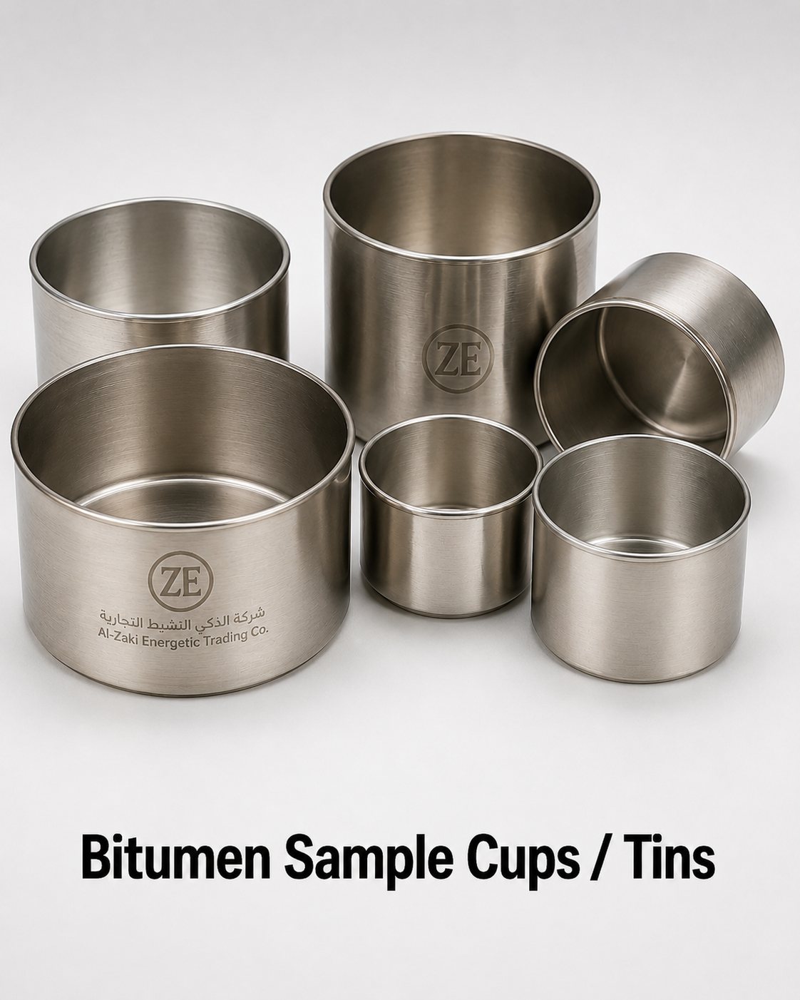 ZE
ZE
شركة الذكي النشيط التجارية
Al-Zaki Energetic Trading Co.
Bitumen Sample Cups / Tins